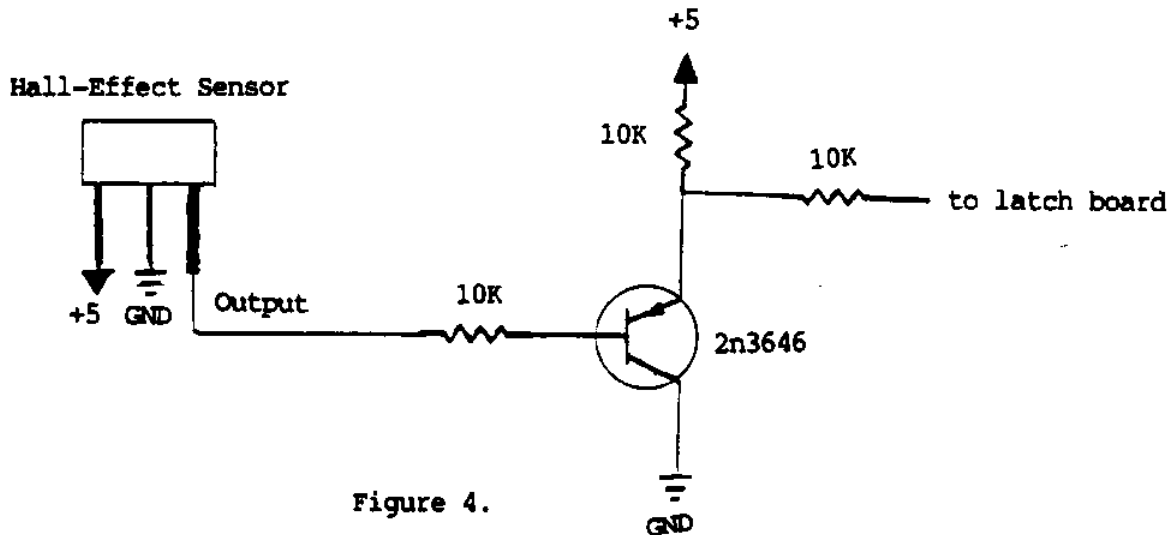 +5
Hall-Effect Sensor
10K
10K
to latch board
+5 GND
Output
10K
2n3646
GND
Figure 4.